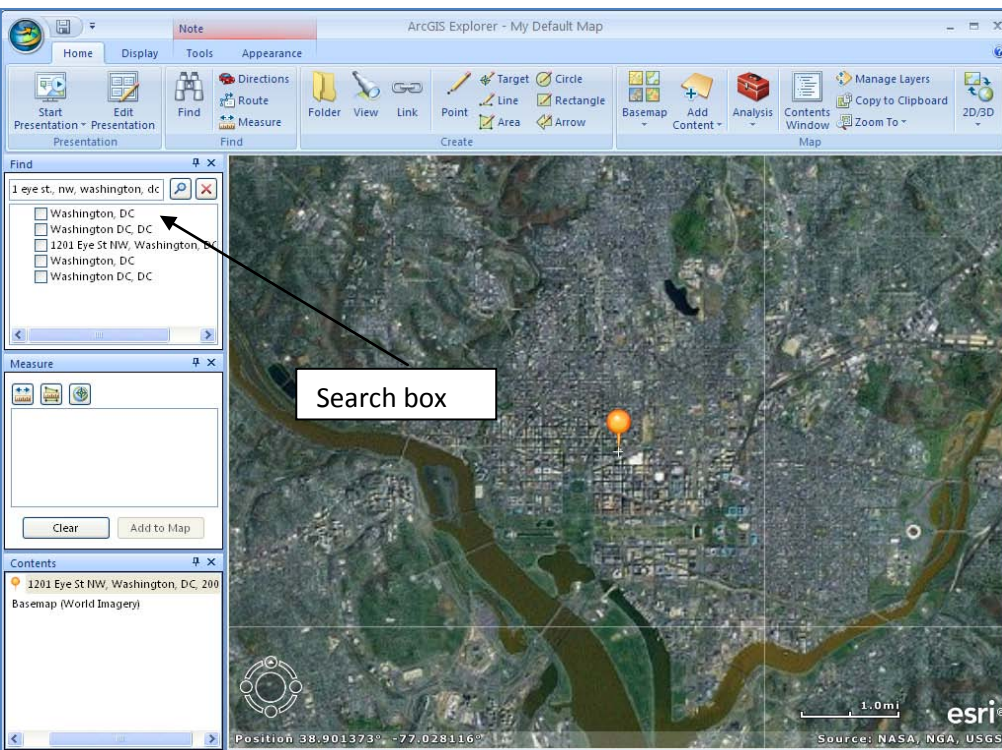 Note
ArcGIS Explorer - My Default Map
Home Display Tools Appearance
Start Presentation
Edit Presentation
Presentation
Find
Directions
Route
Measure
Find
Folder
View
Link
Point
Target
Line
Area
Circle
Rectangle
Arrow
Create
Basemap
Add Content
Analysis
Contents Window
Manage Layers
Copy to Clipboard
Zoom To
2D/3D
Map
Find
1 eye st., nw, washington, dc
Washington, DC
Washington DC, DC
1201 Eye St NW, Washington, DC
Washington, DC
Washington DC, DC
Search box
Measure
Clear
Add to Map
Contents
1201 Eye St NW, Washington, DC, 200
Basemap (World Imagery)
1.0mi
esri
Position 38.901373° -77.028116°
Source: NASA, NGA, USGS